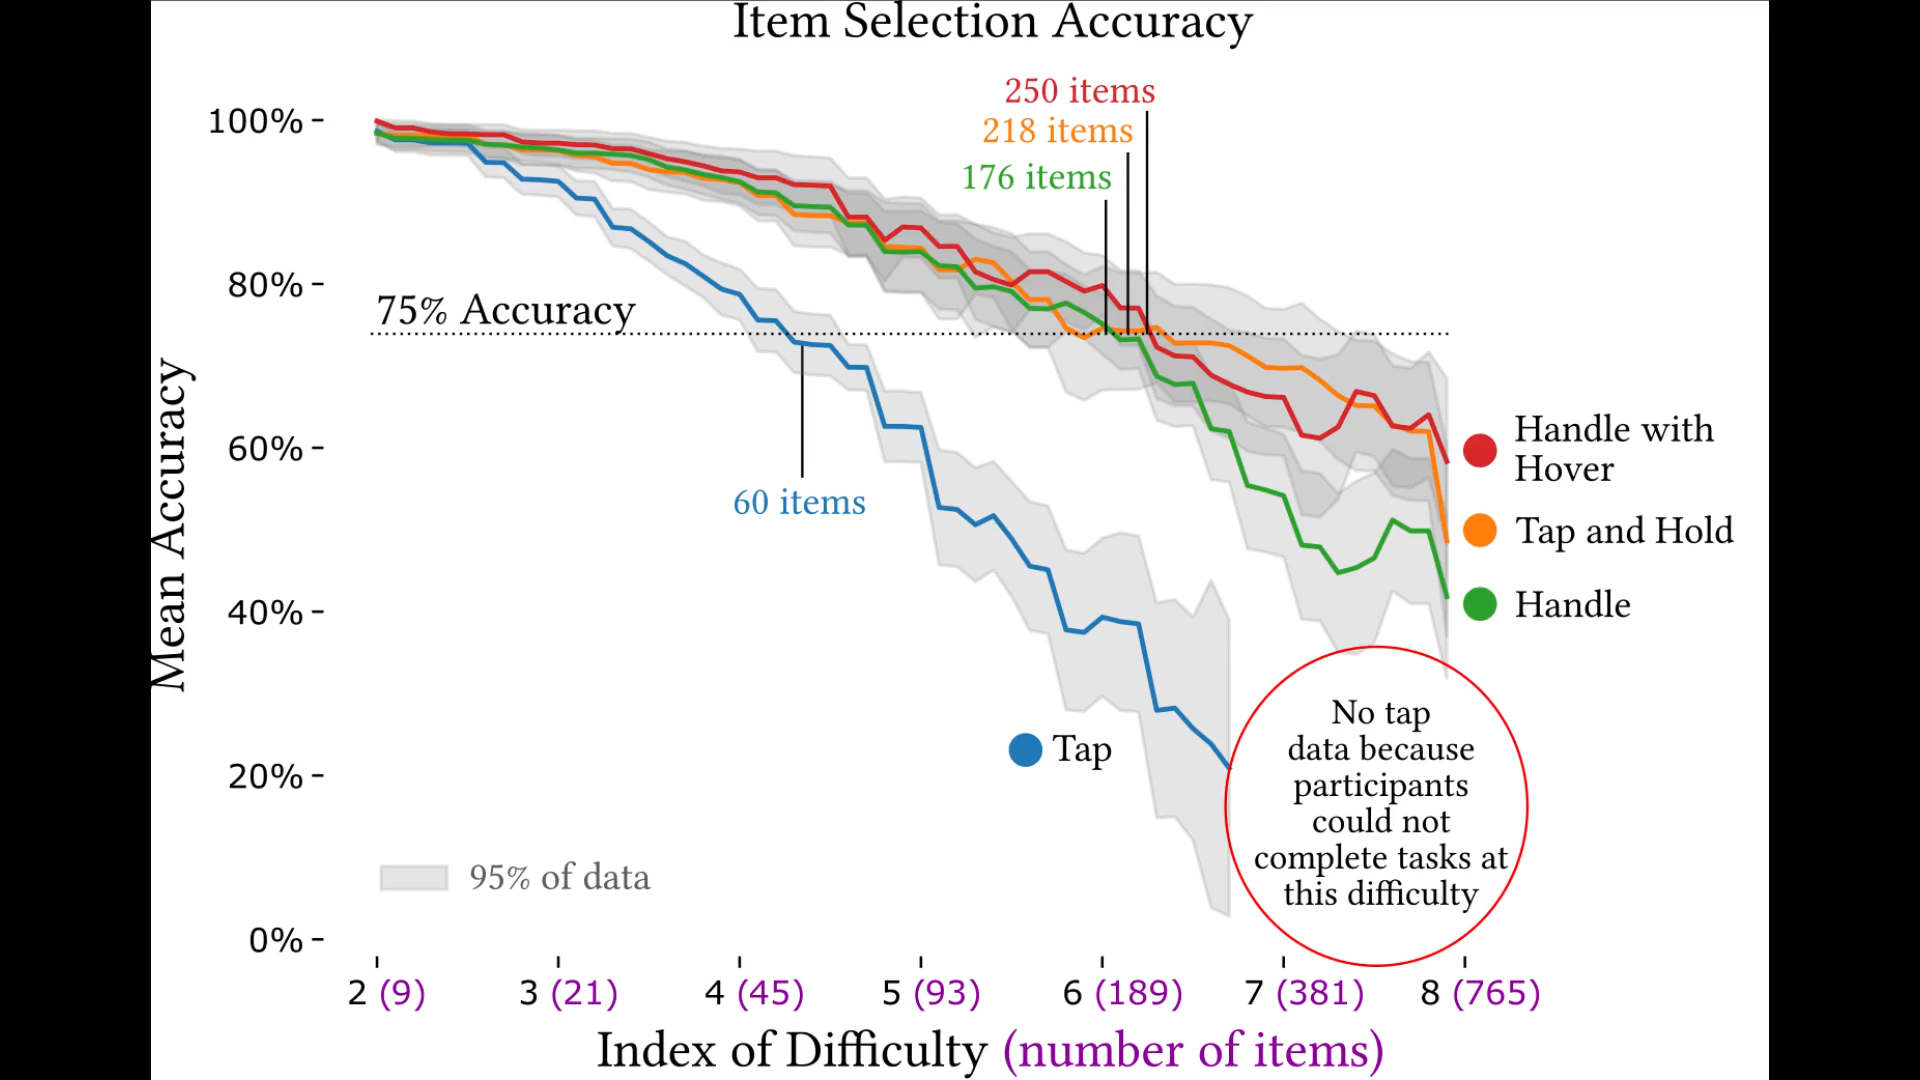 Item Selection Accuracy
250 items
218 items
176 items
100%
80%
75% Accuracy
60%
60 items
40%
20%
0%
Mean Accuracy
Handle with
Hover
Tap and Hold
Handle
Tap
No tap
data because
participants
could not
complete tasks at
this difficulty
95% of data
2 (9) 3 (21) 4 (45) 5 (93) 6 (189) 7 (381) 8 (765)
Index of Difficulty (number of items)